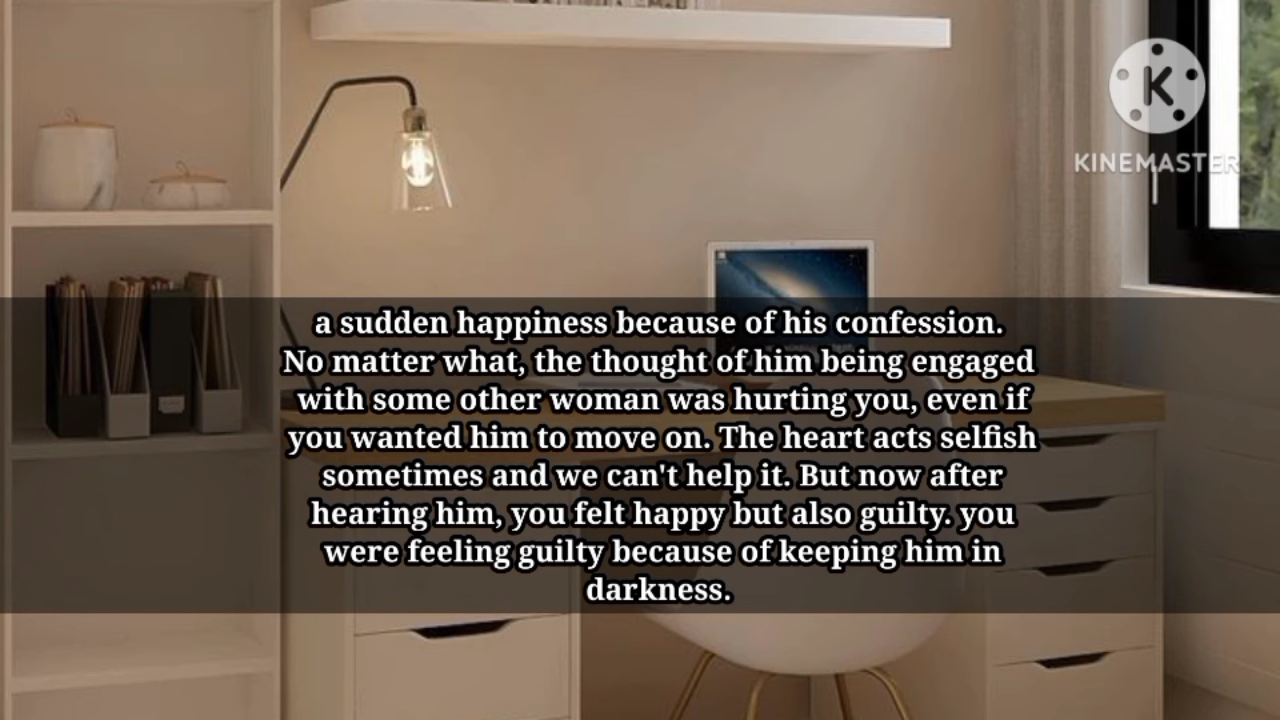 KINEMASTER
a sudden happiness because of his confession.
No matter what, the thought of him being engaged
with some other woman was hurting you, even if
you wanted him to move on. The heart acts selfish
sometimes and we can't help it. But now after
hearing him, you felt happy but also guilty. you
were feeling guilty because of keeping him in
darkness.